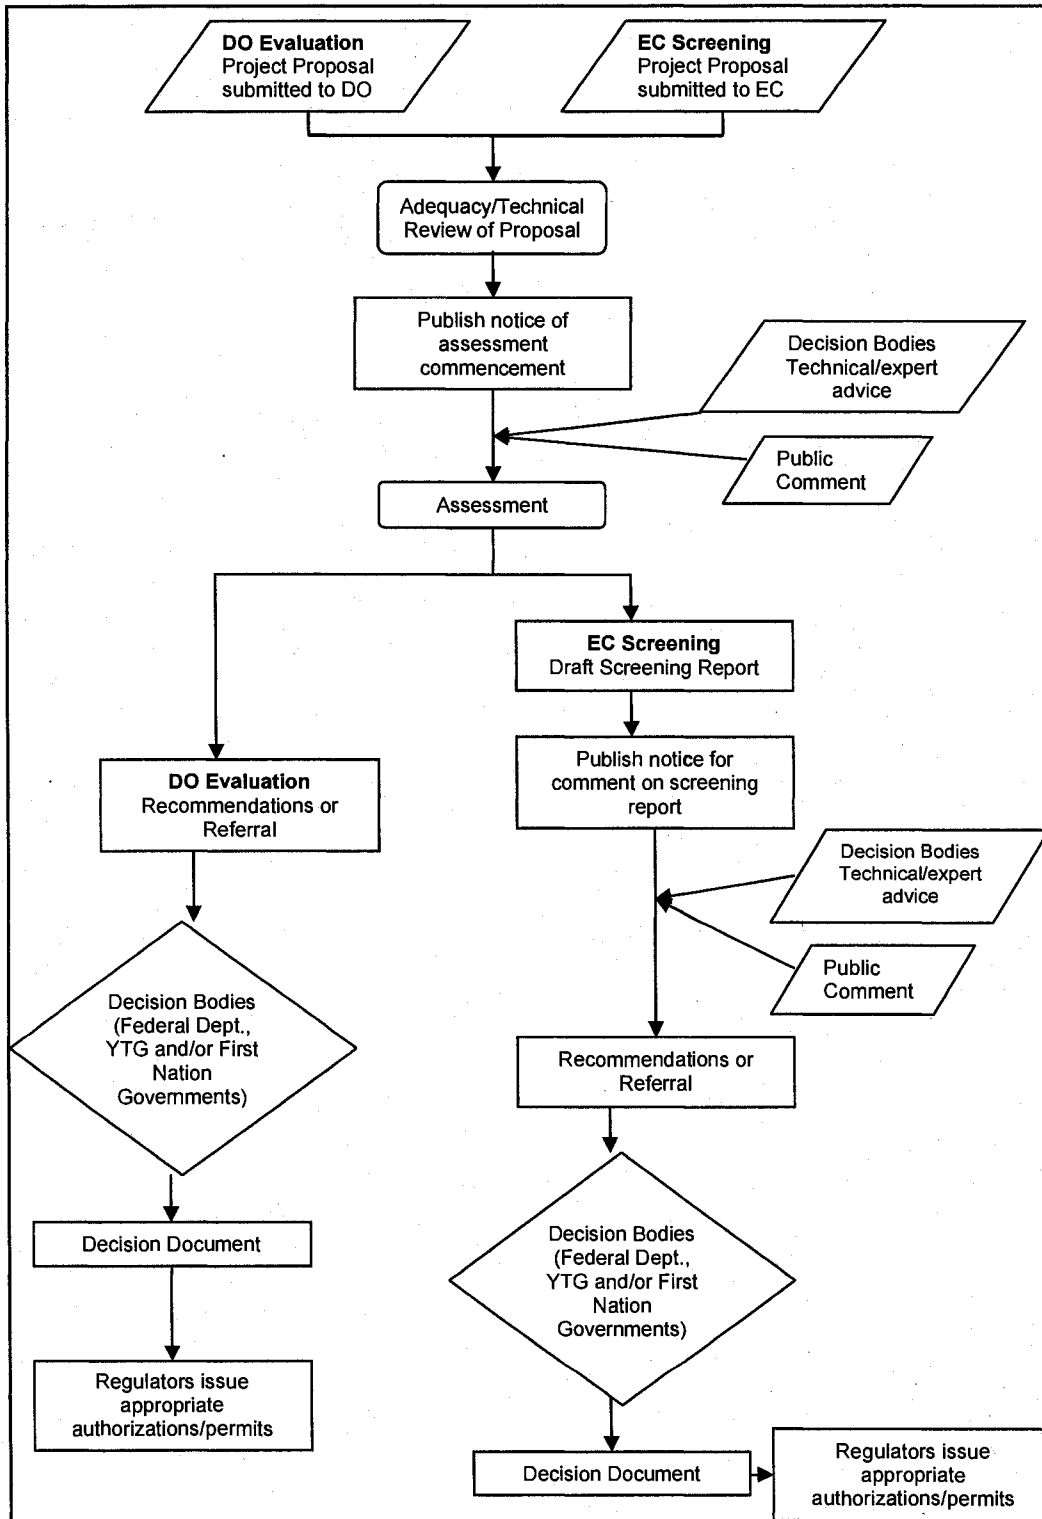 DO Evaluation
Project Proposal
submitted to DO
EC Screening
Project Proposal
submitted to EC
Adequacy/Technical
Review of Proposal
Publish notice of
assessment
commencement
Decision Bodies
Technical/expert
advice
Public
Comment
Assessment
EC Screening
Draft Screening Report
Publish notice for
comment on screening
report
DO Evaluation
Recommendations or
Referral
Decision Bodies
Technical/expert
advice
Public
Comment
Decision Bodies
(Federal Dept.,
YTG and/or First
Nation
Governments)
Recommendations or
Referral
Decision Document
Decision Bodies
(Federal Dept.,
YTG and/or First
Nation
Governments)
Regulators issue
appropriate
authorizations/permits
Decision Document
Regulators issue
appropriate
authorizations/permits